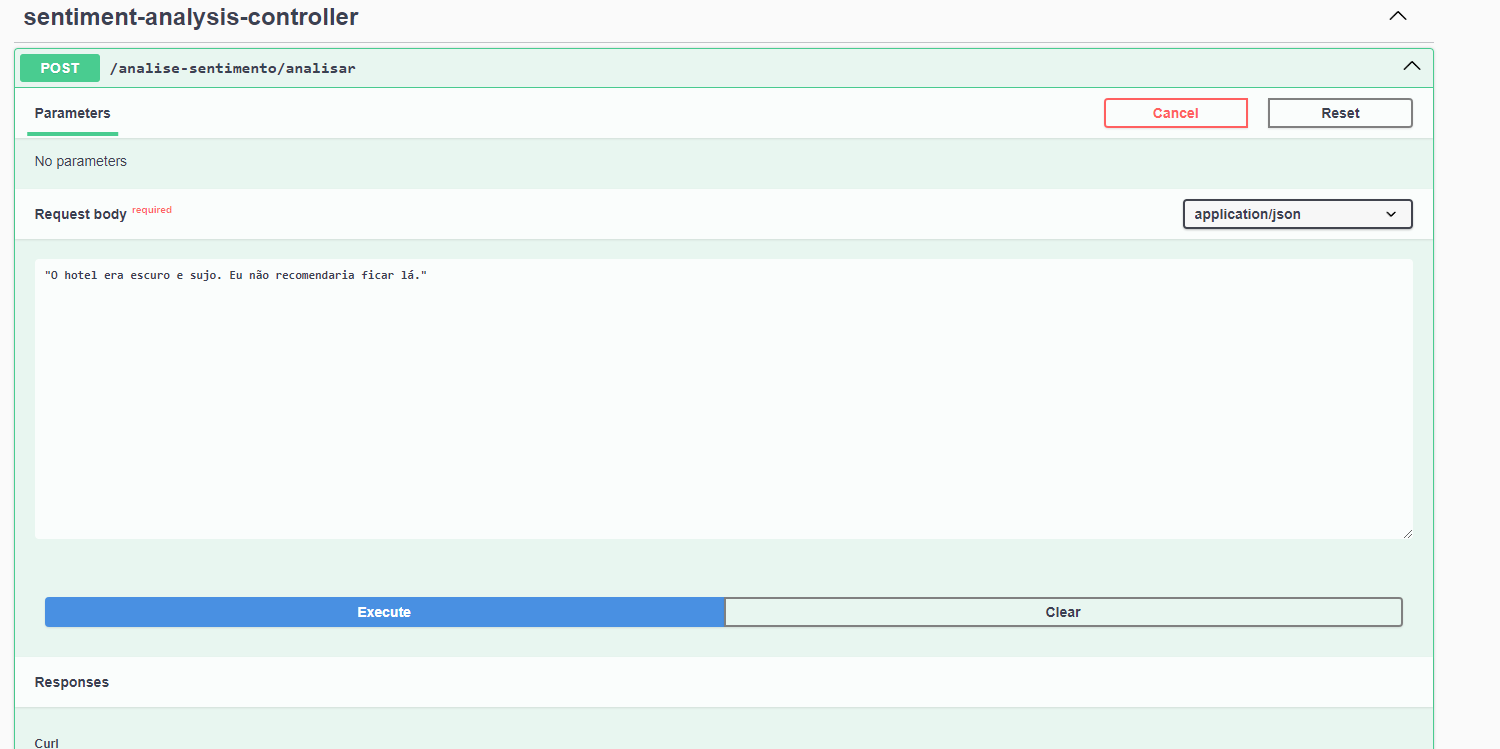 sentiment-analysis-controller
POST /analise-sentimento/analisar
Parameters
Cancel
Reset
No parameters
Request body required
application/json
"O hotel era escuro e sujo. Eu não recomendaria ficar lá."
Execute
Clear
Responses
Curl